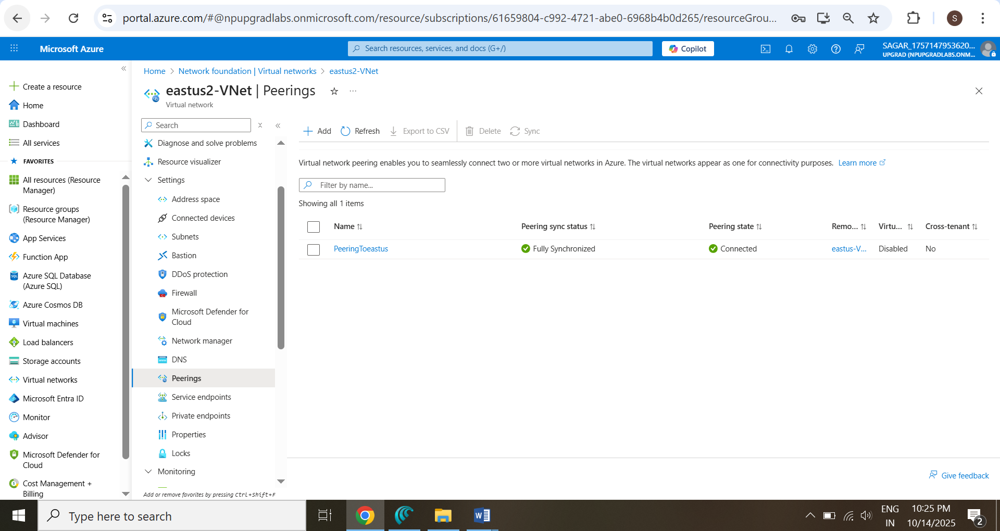 portal.azure.com/#@npupgradlabs.onmicrosoft.com/resource/subscriptions/61659804-c992-4721-abe0-6968b4b0d265/resourceGrou...
S
Microsoft Azure
Search resources, services, and docs (G+/)
Copilot
SAGAR_1757147953620...
UPGRAD (NPUPGRADLABS.ONM...
Create a resource
Home
Dashboard
All services
FAVORITES
All resources (Resource
Manager)
Resource groups
(Resource Manager)
App Services
Function App
Azure SQL Database
(Azure SQL)
Azure Cosmos DB
Virtual machines
Load balancers
Storage accounts
Virtual networks
Microsoft Entra ID
Monitor
Advisor
Microsoft Defender for
Cloud
Cost Management +
Billing
Home > Network foundation | Virtual networks > eastus2-VNet
eastus2-VNet | Peerings
Virtual network
Search
Diagnose and solve problems
Resource visualizer
Settings
Address space
Connected devices
Subnets
Bastion
DDoS protection
Firewall
Microsoft Defender for
Cloud
Network manager
DNS
Peerings
Service endpoints
Private endpoints
Properties
Locks
Monitoring
Add or remove favorites by pressing Ctrl+Shift+F
Add Refresh Export to CSV Delete Sync
Virtual network peering enables you to seamlessly connect two or more virtual networks in Azure. The virtual networks appear as one for connectivity purposes. Learn more
Filter by name...
Showing all 1 items
Name Peering sync status Peering state Remo... Virtu... Cross-tenant
PeeringToeastus Fully Synchronized Connected eastus-V... Disabled No
Give feedback
Type here to search
ENG
IN
10:25 PM
10/14/2025
2